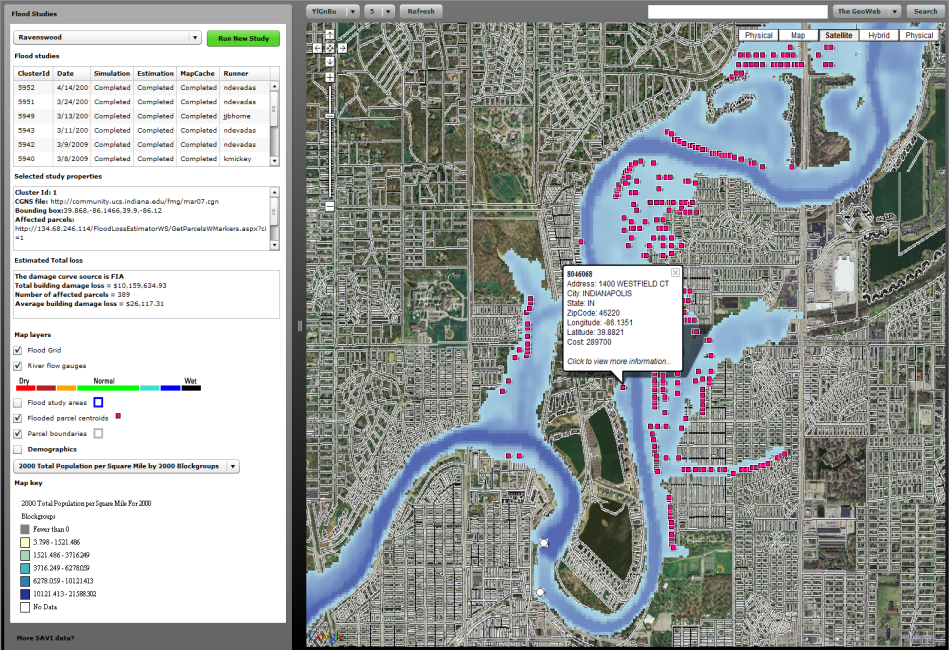 Flood Studies
YlGnBu
5
Refresh
The GeoWeb
Search
Ravenswood
Run New Study
Physical
Map
Satellite
Hybrid
Physical
Flood studies
ClusterId Date Simulation Estimation MapCache Runner
5952 4/14/200 Completed Completed Completed ndevadas
5951 3/24/200 Completed Completed Completed ndevadas
5949 3/13/200 Completed Completed Completed jjbhome
5943 3/11/200 Completed Completed Completed ndevadas
5942 3/9/2009 Completed Completed Completed ndevadas
5940 3/8/2009 Completed Completed Completed kmickey
Selected study properties
Cluster Id: 1
CGNS file: http://community.ucs.indiana.edu/fmg/mar07.cgn
Bounding box:39.868,-86.1466,39.9,-86.12
Affected parcels:
http://134.68.246.114/FloodLossEstimatorWS/GetParcelsWMarkers.aspx?ci
=1
Estimated Total loss
The damage curve source is FIA
Total building damage loss = $10,159,634.93
Number of affected parcels = 389
Average building damage loss = $26,117.31
8046068
Address: 1400 WESTFIELD CT
City: INDIANAPOLIS
State: IN
ZipCode: 46220
Longitude: -86.1351
Latitude: 39.8821
Cost: 289700
Click to view more information...
Map layers
Flood Grid
River flow gauges
Dry Normal Wet
Flood study areas
Flooded parcel centroids
Parcel boundaries
Demographics
2000 Total Population per Square Mile by 2000 Blockgroups
Map key
2000 Total Population per Square Mile For 2000
Blockgroups
Fewer than 0
3.798 - 1521.486
1521.486 - 3716.249
3716.249 - 6278.059
6278.059 - 10121.413
10121.413 - 21588.302
No Data
More SAVI data?
Google